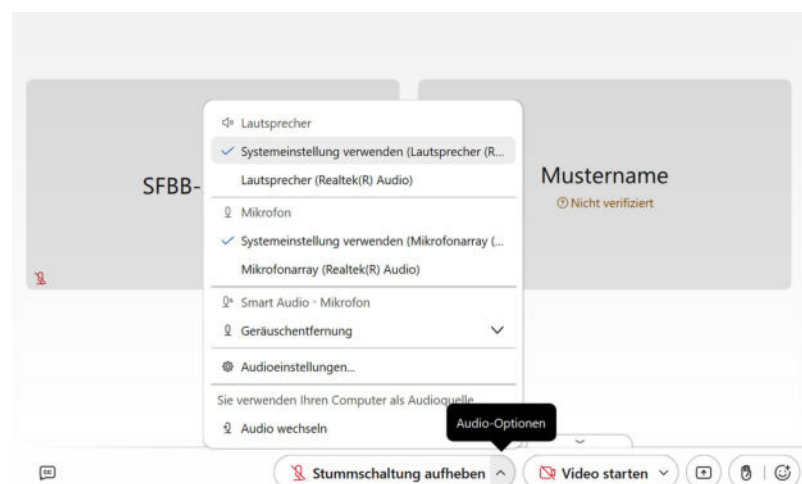 Lautsprecher
Systemeinstellung verwenden (Lautsprecher (R...
Lautsprecher (Realtek(R) Audio)
SFBB-
Mustername
Nicht verifiziert
Mikrofon
Systemeinstellung verwenden (Mikrofonarray (...
Mikrofonarray (Realtek(R) Audio)
Smart Audio - Mikrofon
Geräuschentfernung
Audioeinstellungen...
Sie verwenden Ihren Computer als Audioquelle
Audio-Optionen
Audio wechseln
CC
Stummschaltung aufheben
Video starten